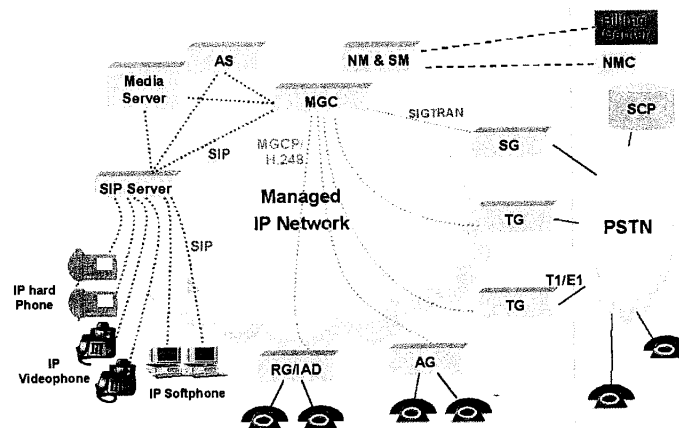 Billing
Center
AS
NM & SM
NMC
Media
Server
MGC
SCP
SIGTRAN
MGCP/
H.248
SG
SIP
SIP Server
Managed
IP Network
TG
PSTN
SIP
T1/E1
TG
IP hard
Phone
IP
Videophone
IP Softphone
RG/IAD
AG